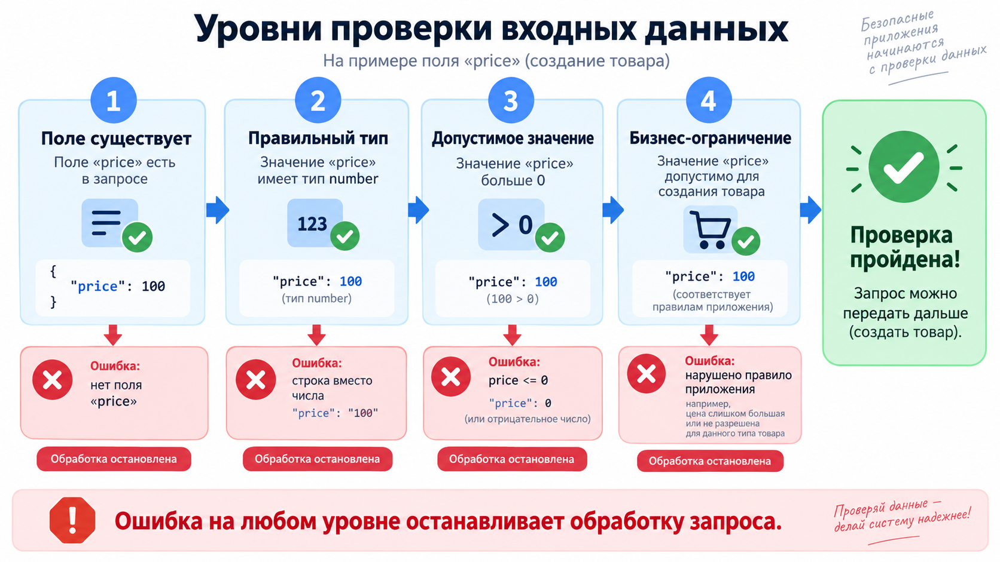 Уровни проверки входных данных
На примере поля «price» (создание товара)
Безопасные
приложения
начинаются
с проверки данных
1
Поле существует
Поле «price» есть
в запросе
{
"price": 100
}
Ошибка:
нет поля
«price»
Обработка остановлена
2
Правильный тип
Значение «price»
имеет тип number
123
"price": 100
(тип number)
Ошибка:
строка вместо
числа
"price": "100"
Обработка остановлена
3
Допустимое значение
Значение «price»
больше 0
> 0
"price": 100
(100 > 0)
Ошибка:
price <= 0
"price": 0
(или отрицательное число)
Обработка остановлена
4
Бизнес-ограничение
Значение «price»
допустимо для
создания товара
"price": 100
(соответствует
правилам приложения)
Ошибка:
нарушено правило
приложения
например,
цена слишком большая
или не разрешена
для данного типа товара
Обработка остановлена
Проверка
пройдена!
Запрос можно
передать дальше
(создать товар).
! Ошибка на любом уровне останавливает обработку запроса.
Проверяй данные —
делай систему надежнее!